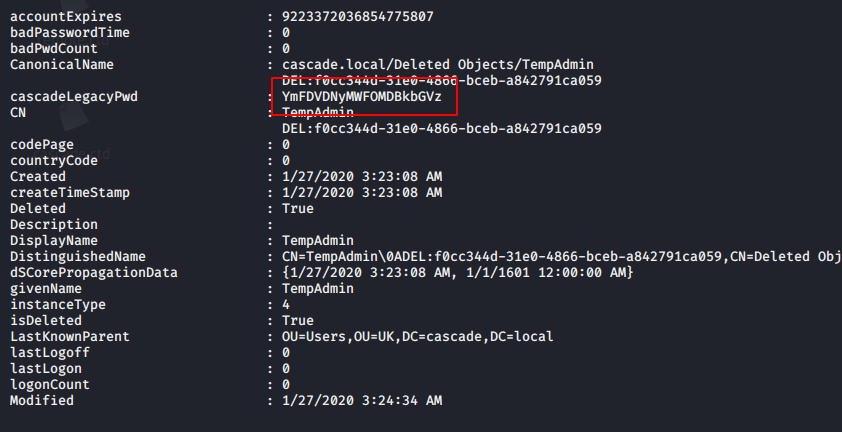 accountExpires : 9223372036854775807
badPasswordTime : 0
badPwdCount : 0
CanonicalName : cascade.local/Deleted Objects/TempAdmin
DEL:f0cc344d-31e0-4866-bceb-a842791ca059
cascadeLegacyPwd : YmFDVDNyMWFOMDBkbGVz
CN : TempAdmin
DEL:f0cc344d-31e0-4866-bceb-a842791ca059
codePage : 0
countryCode : 0
Created : 1/27/2020 3:23:08 AM
createTimeStamp : 1/27/2020 3:23:08 AM
Deleted : True
Description :
DisplayName : TempAdmin
DistinguishedName : CN=TempAdmin\0ADEL:f0cc344d-31e0-4866-bceb-a842791ca059,CN=Deleted Obj
dSCorePropagationData : {1/27/2020 3:23:08 AM, 1/1/1601 12:00:00 AM}
givenName : TempAdmin
instanceType : 4
isDeleted : True
LastKnownParent : OU=Users,OU=UK,DC=cascade,DC=local
lastLogoff : 0
lastLogon : 0
logonCount : 0
Modified : 1/27/2020 3:24:34 AM